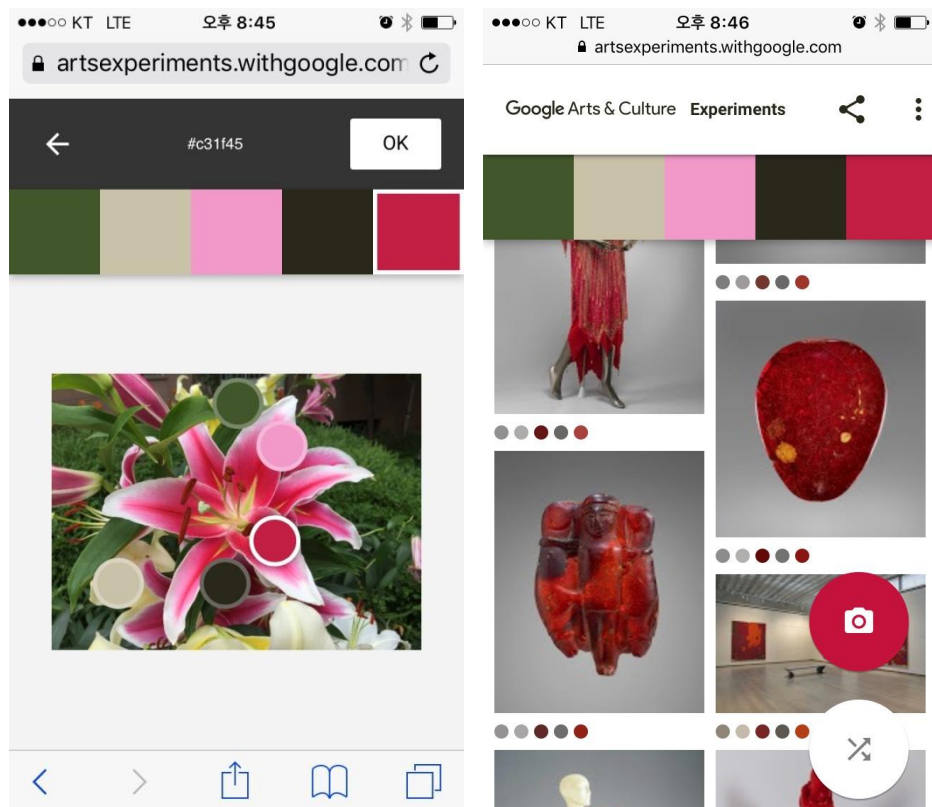 ●●●○○ KT LTE 오후 8:45
artsexperiments.withgoogle.com
#c31f45
OK
●●●○○ KT LTE 오후 8:46
artsexperiments.withgoogle.com
Google Arts & Culture Experiments